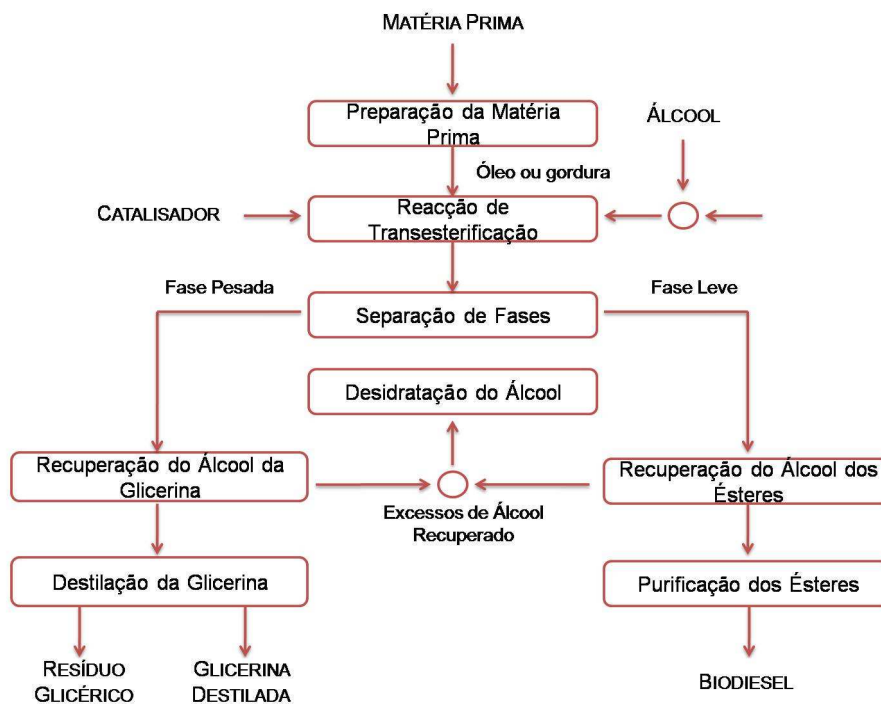 MATÉRIA PRIMA
Preparação da Matéria
Prima
ÁLCOOL
Óleo ou gordura
CATALISADOR
Reacção de
Transesterificação
Fase Pesada
Fase Leve
Separação de Fases
Desidratação do Álcool
Recuperação do Álcool da
Glicerina
Recuperação do Álcool dos
Ésteres
Excessos de Álcool
Recuperado
Destilação da Glicerina
Purificação dos Ésteres
RESÍDUO
GLICÉRICO
GLICERINA
DESTILADA
BIODIESEL